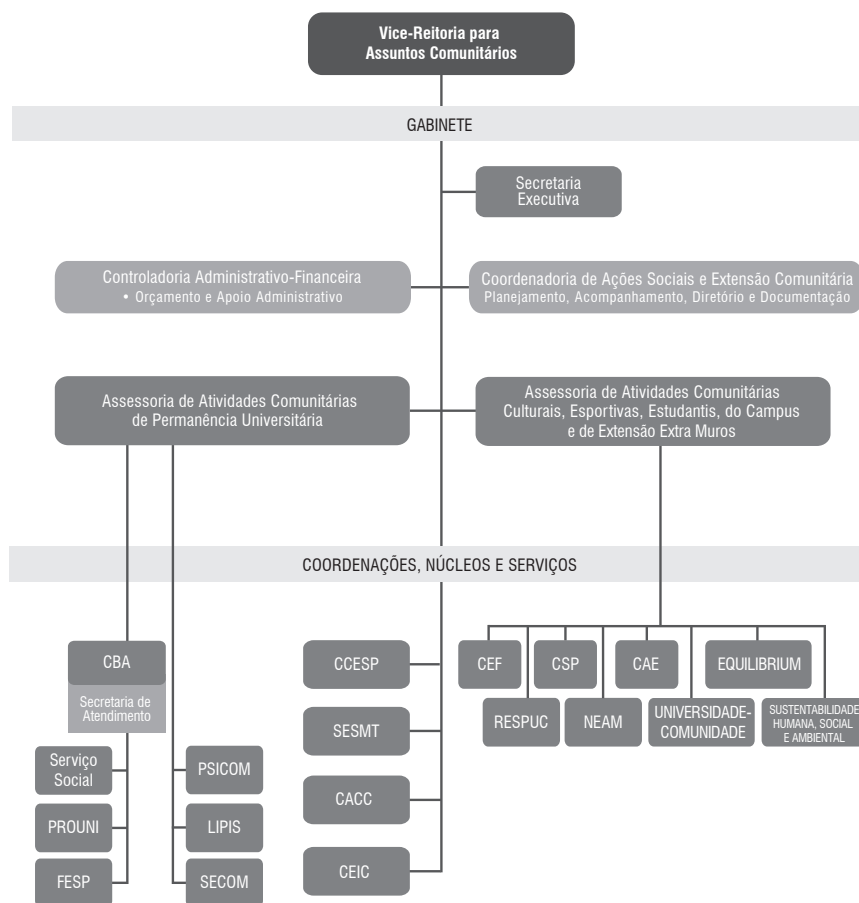 Vice-Reitoria para
Assuntos Comunitários
GABINETE
Secretaria
Executiva
Controladoria Administrativo-Financeira
• Orçamento e Apoio Administrativo
Coordenadoria de Ações Sociais e Extensão Comunitária
Planejamento, Acompanhamento, Diretório e Documentação
Assessoria de Atividades Comunitárias
de Permanência Universitária
Assessoria de Atividades Comunitárias
Culturais, Esportivas, Estudantis, do Campus
e de Extensão Extra Muros
COORDENAÇÕES, NÚCLEOS E SERVIÇOS
CBA
Secretaria de
Atendimento
Serviço
Social
PROUNI
FESP
PSICOM
LIPIS
SECOM
CCESP
SESMT
CACC
CEIC
CEF
CSP
CAE
EQUILIBRIUM
RESPUC
NEAM
UNIVERSIDADE-
COMUNIDADE
SUSTENTABILIDADE
HUMANA, SOCIAL
E AMBIENTAL